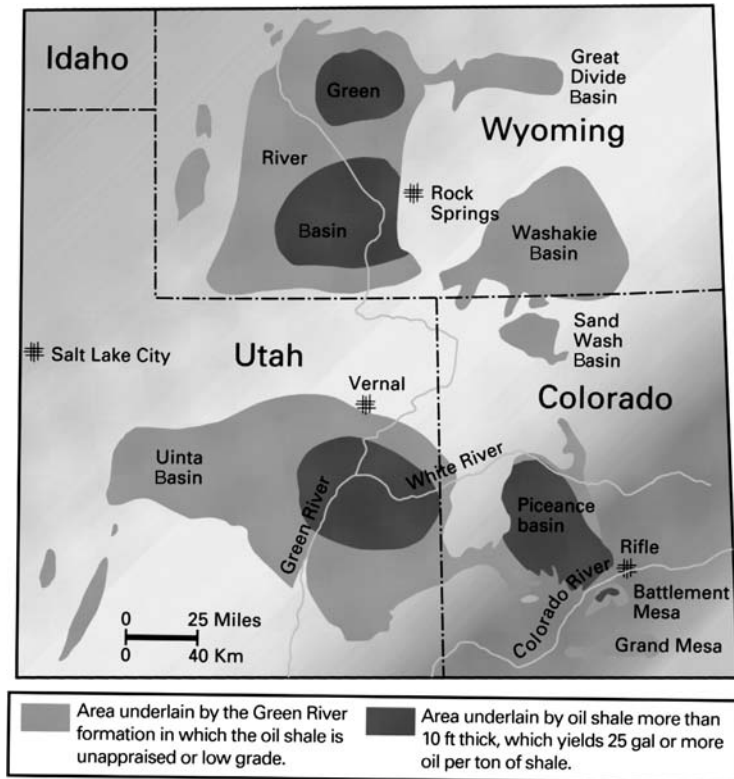 Idaho
Green
River
Basin
Great
Divide
Basin
Wyoming
Rock
Springs
Washakie
Basin
Sand
Wash
Basin
Salt Lake City
Utah
Vernal
Colorado
Uinta
Basin
Green River
White River
Piceance
basin
Rifle
Colorado River
Battlement
Mesa
Grand Mesa
0 25 Miles
0 40 Km
Area underlain by the Green River
formation in which the oil shale is
unappraised or low grade.
Area underlain by oil shale more than
10 ft thick, which yields 25 gal or more
oil per ton of shale.